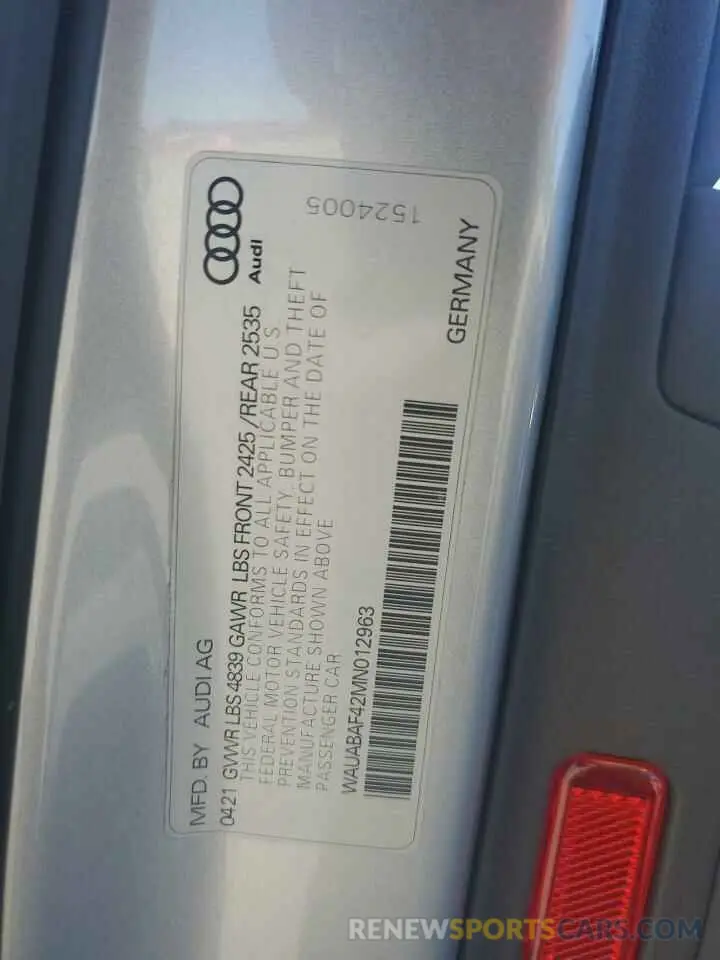 MFD. BY AUDI AG
0421 GVWR LBS 4839 GAWR LBS FRONT 2425 /REAR 2535
THIS VEHICLE CONFORMS TO ALL APPLICABLE U S
FEDERAL MOTOR VEHICLE SAFETY, BUMPER AND THEFT
PREVENTION STANDARDS IN EFFECT ON THE DATE OF
MANUFACTURE SHOWN ABOVE
PASSENGER CAR
WAUABAF42MN012963
Audi
1524005
GERMANY
RENEWSPORTSCARS.COM